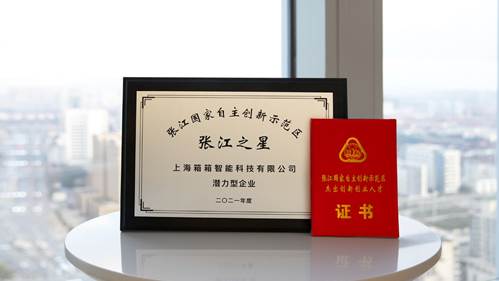 张江国家自主创新示范区
张江之星
上海箱箱智能科技有限公司
潜力型企业
二〇二一年度
张江国家自主创新示范区
杰出创新创业人才
证书